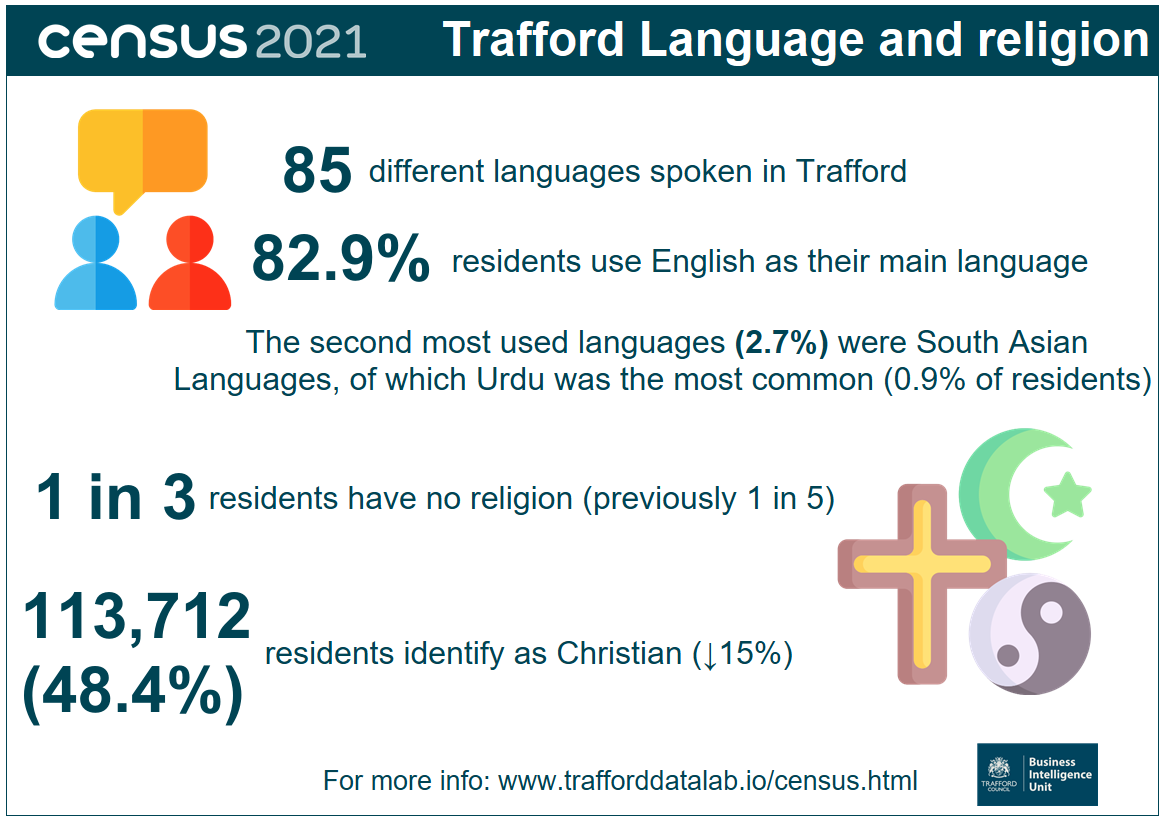 census 2021
Trafford Language and religion
85 different languages spoken in Trafford
82.9% residents use English as their main language
The second most used languages (2.7%) were South Asian
Languages, of which Urdu was the most common (0.9% of residents)
1 in 3 residents have no religion (previously 1 in 5)
113,712
(48.4%)
residents identify as Christian (↓15%)
For more info: www.trafforddatalab.io/census.html
TRAFFORD
COUNCIL
Business
Intelligence
Unit